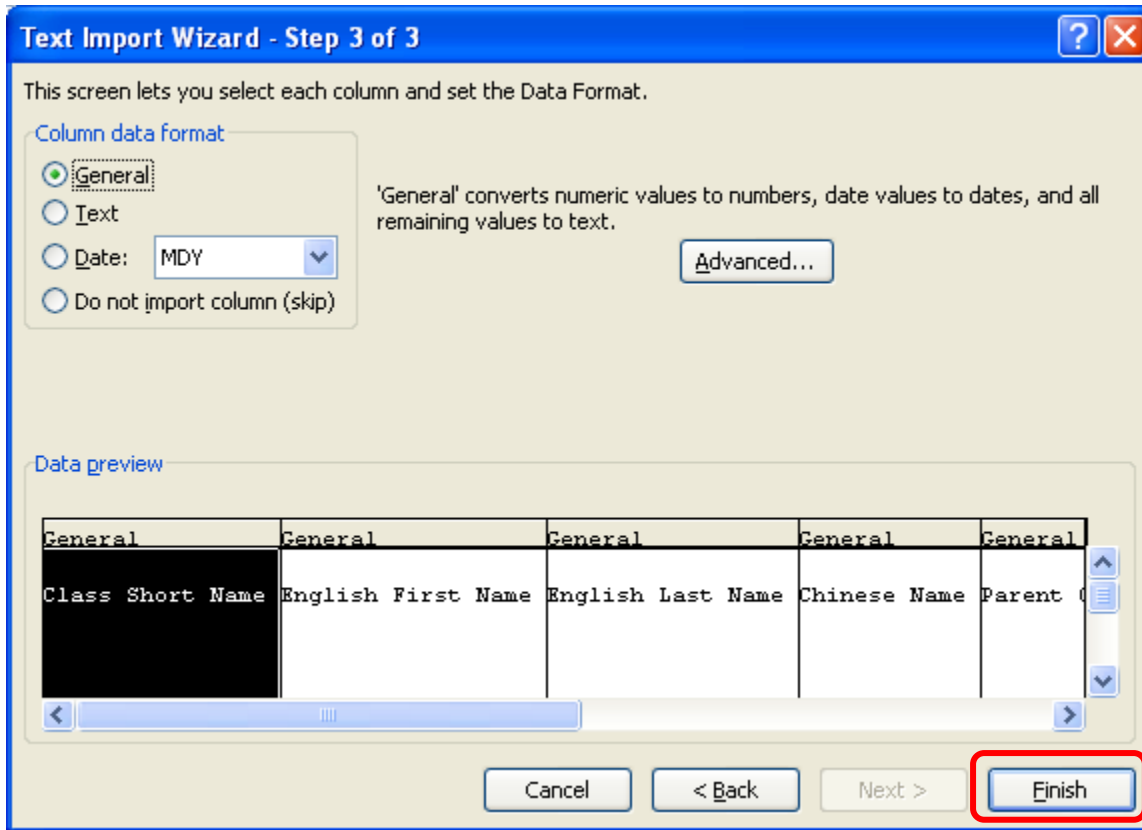 Text Import Wizard - Step 3 of 3
This screen lets you select each column and set the Data Format.
Column data format
General
Text
Date: MDY
Do not import column (skip)
'General' converts numeric values to numbers, date values to dates, and all
remaining values to text.
Advanced...
Data preview
General General General General General
Class Short Name English First Name English Last Name Chinese Name Parent
Cancel < Back Next > Finish